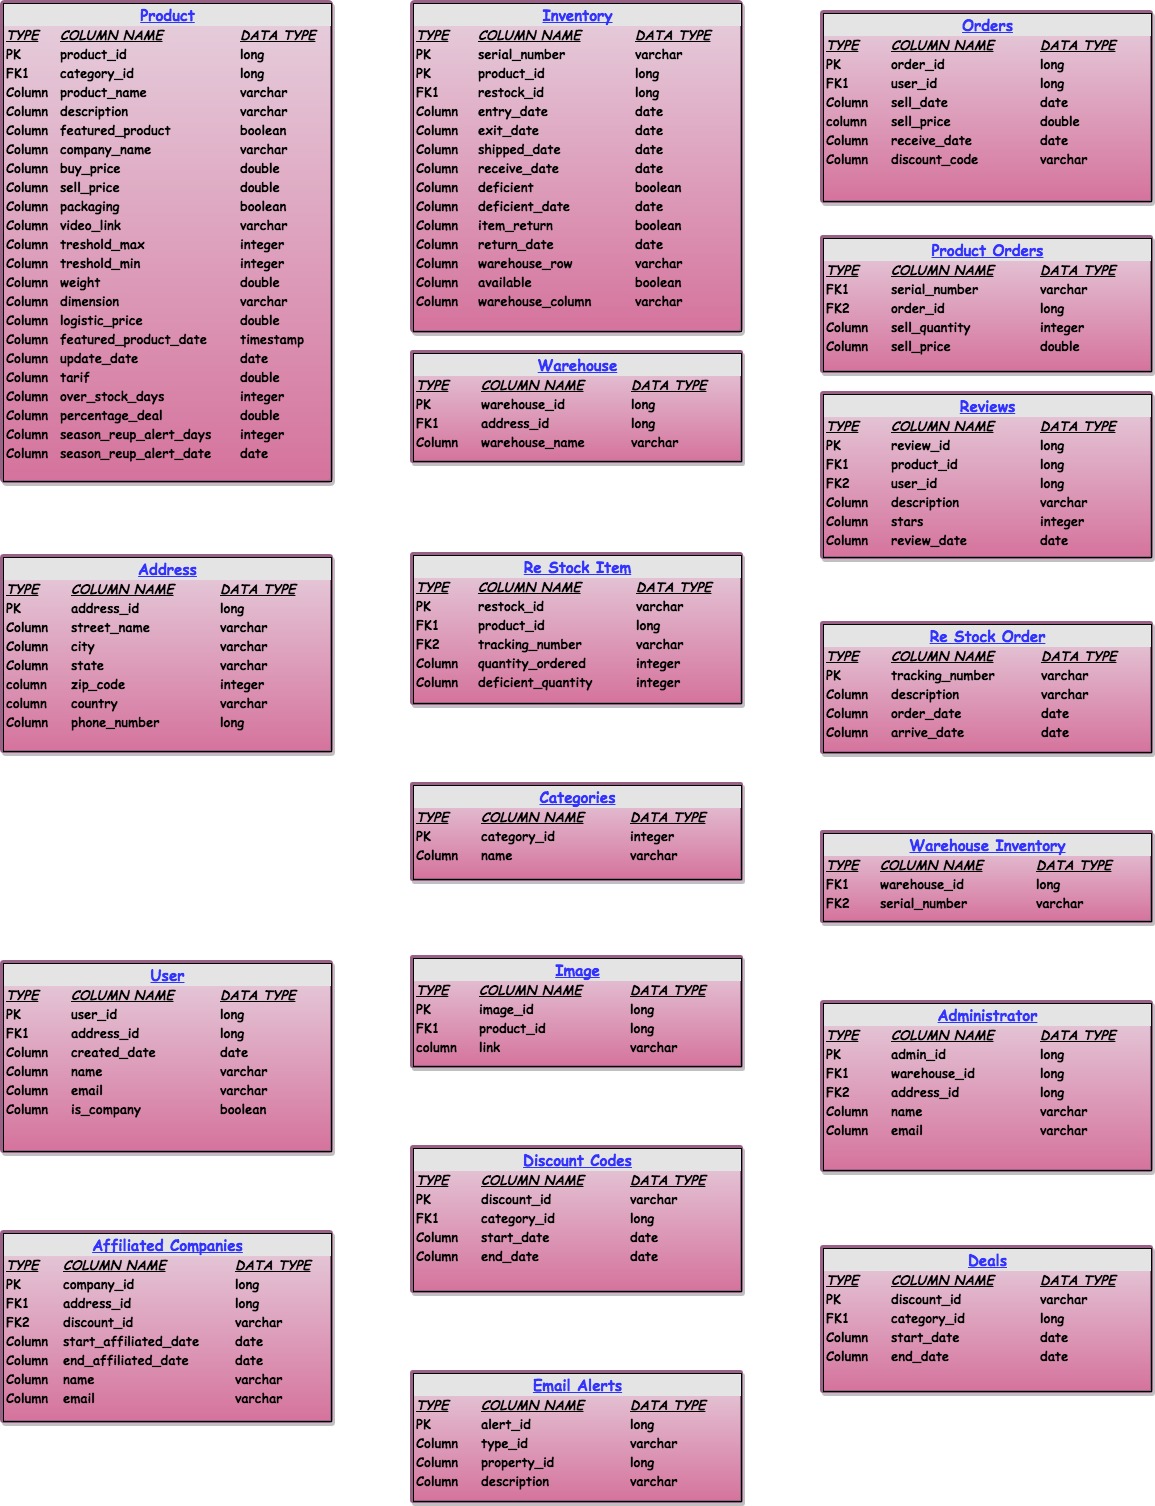 Product
TYPE COLUMN NAME DATA TYPE
PK product_id long
FK1 category_id long
Column product_name varchar
Column description varchar
Column featured_product boolean
Column company_name varchar
Column buy_price double
Column sell_price double
Column packaging boolean
Column video_link varchar
Column treshold_max integer
Column treshold_min integer
Column weight double
Column dimension varchar
Column logistic_price double
Column featured_product_date timestamp
Column update_date date
Column tarif double
Column over_stock_days integer
Column percentage_deal double
Column season_reup_alert_days integer
Column season_reup_alert_date date
Address
TYPE COLUMN NAME DATA TYPE
PK address_id long
Column street_name varchar
Column city varchar
Column state varchar
column zip_code integer
column country varchar
Column phone_number long
User
TYPE COLUMN NAME DATA TYPE
PK user_id long
FK1 address_id long
Column created_date date
Column name varchar
Column email varchar
Column is_company boolean
Affiliated Companies
TYPE COLUMN NAME DATA TYPE
PK company_id long
FK1 address_id long
FK2 discount_id varchar
Column start_affiliated_date date
Column end_affiliated_date date
Column name varchar
Column email varchar
Inventory
TYPE COLUMN NAME DATA TYPE
PK serial_number varchar
PK product_id long
FK1 restock_id long
Column entry_date date
Column exit_date date
Column shipped_date date
Column receive_date date
Column deficient boolean
Column deficient_date date
Column item_return boolean
Column return_date date
Column warehouse_row varchar
Column available boolean
Column warehouse_column varchar
Warehouse
TYPE COLUMN NAME DATA TYPE
PK warehouse_id long
FK1 address_id long
Column warehouse_name varchar
Re Stock Item
TYPE COLUMN NAME DATA TYPE
PK restock_id varchar
FK1 product_id long
FK2 tracking_number varchar
Column quantity_ordered integer
Column deficient_quantity integer
Categories
TYPE COLUMN NAME DATA TYPE
PK category_id integer
Column name varchar
Image
TYPE COLUMN NAME DATA TYPE
PK image_id long
FK1 product_id long
column link varchar
Discount Codes
TYPE COLUMN NAME DATA TYPE
PK discount_id varchar
FK1 category_id long
Column start_date date
Column end_date date
Email Alerts
TYPE COLUMN NAME DATA TYPE
PK alert_id long
Column type_id varchar
Column property_id long
Column description varchar
Orders
TYPE COLUMN NAME DATA TYPE
PK order_id long
FK1 user_id long
Column sell_date date
column sell_price double
Column receive_date date
Column discount_code varchar
Product Orders
TYPE COLUMN NAME DATA TYPE
FK1 serial_number varchar
FK2 order_id long
Column sell_quantity integer
Column sell_price double
Reviews
TYPE COLUMN NAME DATA TYPE
PK review_id long
FK1 product_id long
FK2 user_id long
Column description varchar
Column stars integer
Column review_date date
Re Stock Order
TYPE COLUMN NAME DATA TYPE
PK tracking_number varchar
Column description varchar
Column order_date date
Column arrive_date date
Warehouse Inventory
TYPE COLUMN NAME DATA TYPE
FK1 warehouse_id long
FK2 serial_number varchar
Administrator
TYPE COLUMN NAME DATA TYPE
PK admin_id long
FK1 warehouse_id long
FK2 address_id long
Column name varchar
Column email varchar
Deals
TYPE COLUMN NAME DATA TYPE
PK discount_id varchar
FK1 category_id long
Column start_date date
Column end_date date